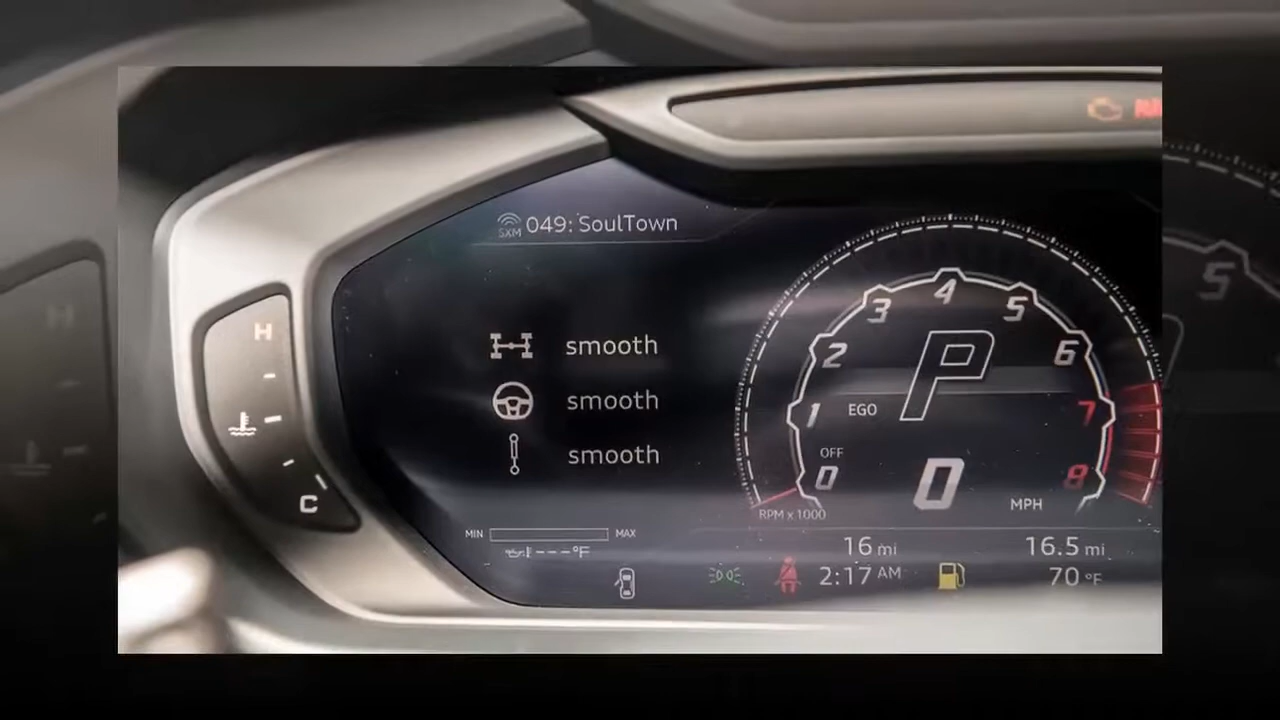 SXM 049: SoulTown
H
smooth
smooth
smooth
C
0 1 2 3 4 5 6 7 8
P
EGO
OFF
0
MPH
RPM x 1000
MIN MAX
---°F
16 mi 16.5 mi
2:17 AM 70 °F